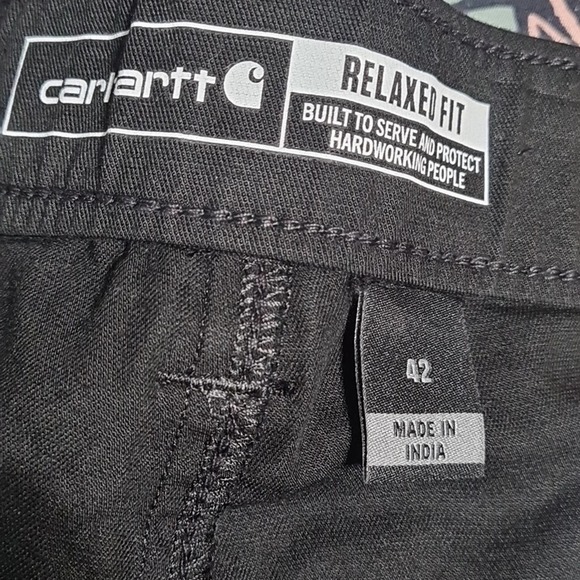 carhartt
RELAXED FIT
BUILT TO SERVE AND PROTECT
HARDWORKING PEOPLE
42
MADE IN
INDIA